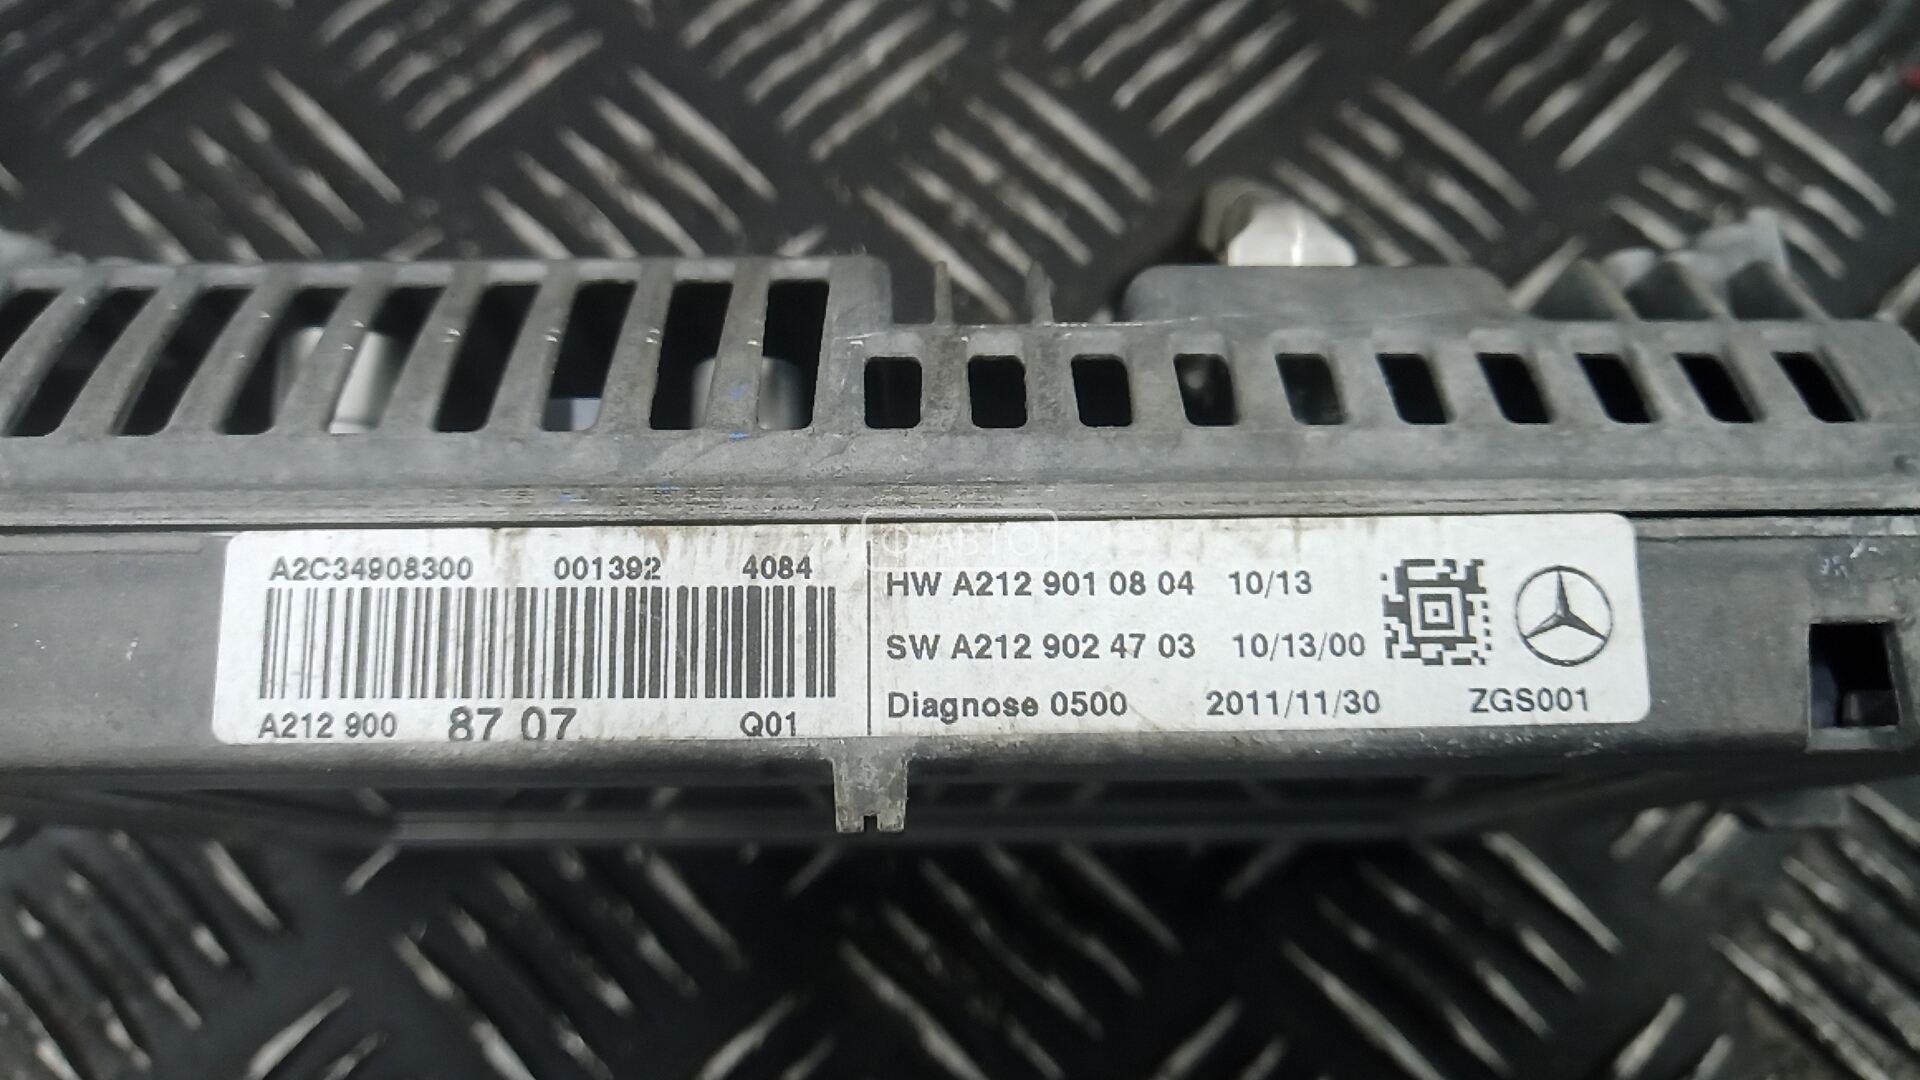 A2C34908300 001392 4084
A212 900 87 07 Q01
HW A212 901 08 04 10/13
SW A212 902 47 03 10/13/00
Diagnose 0500 2011/11/30 ZGS001
АВТО